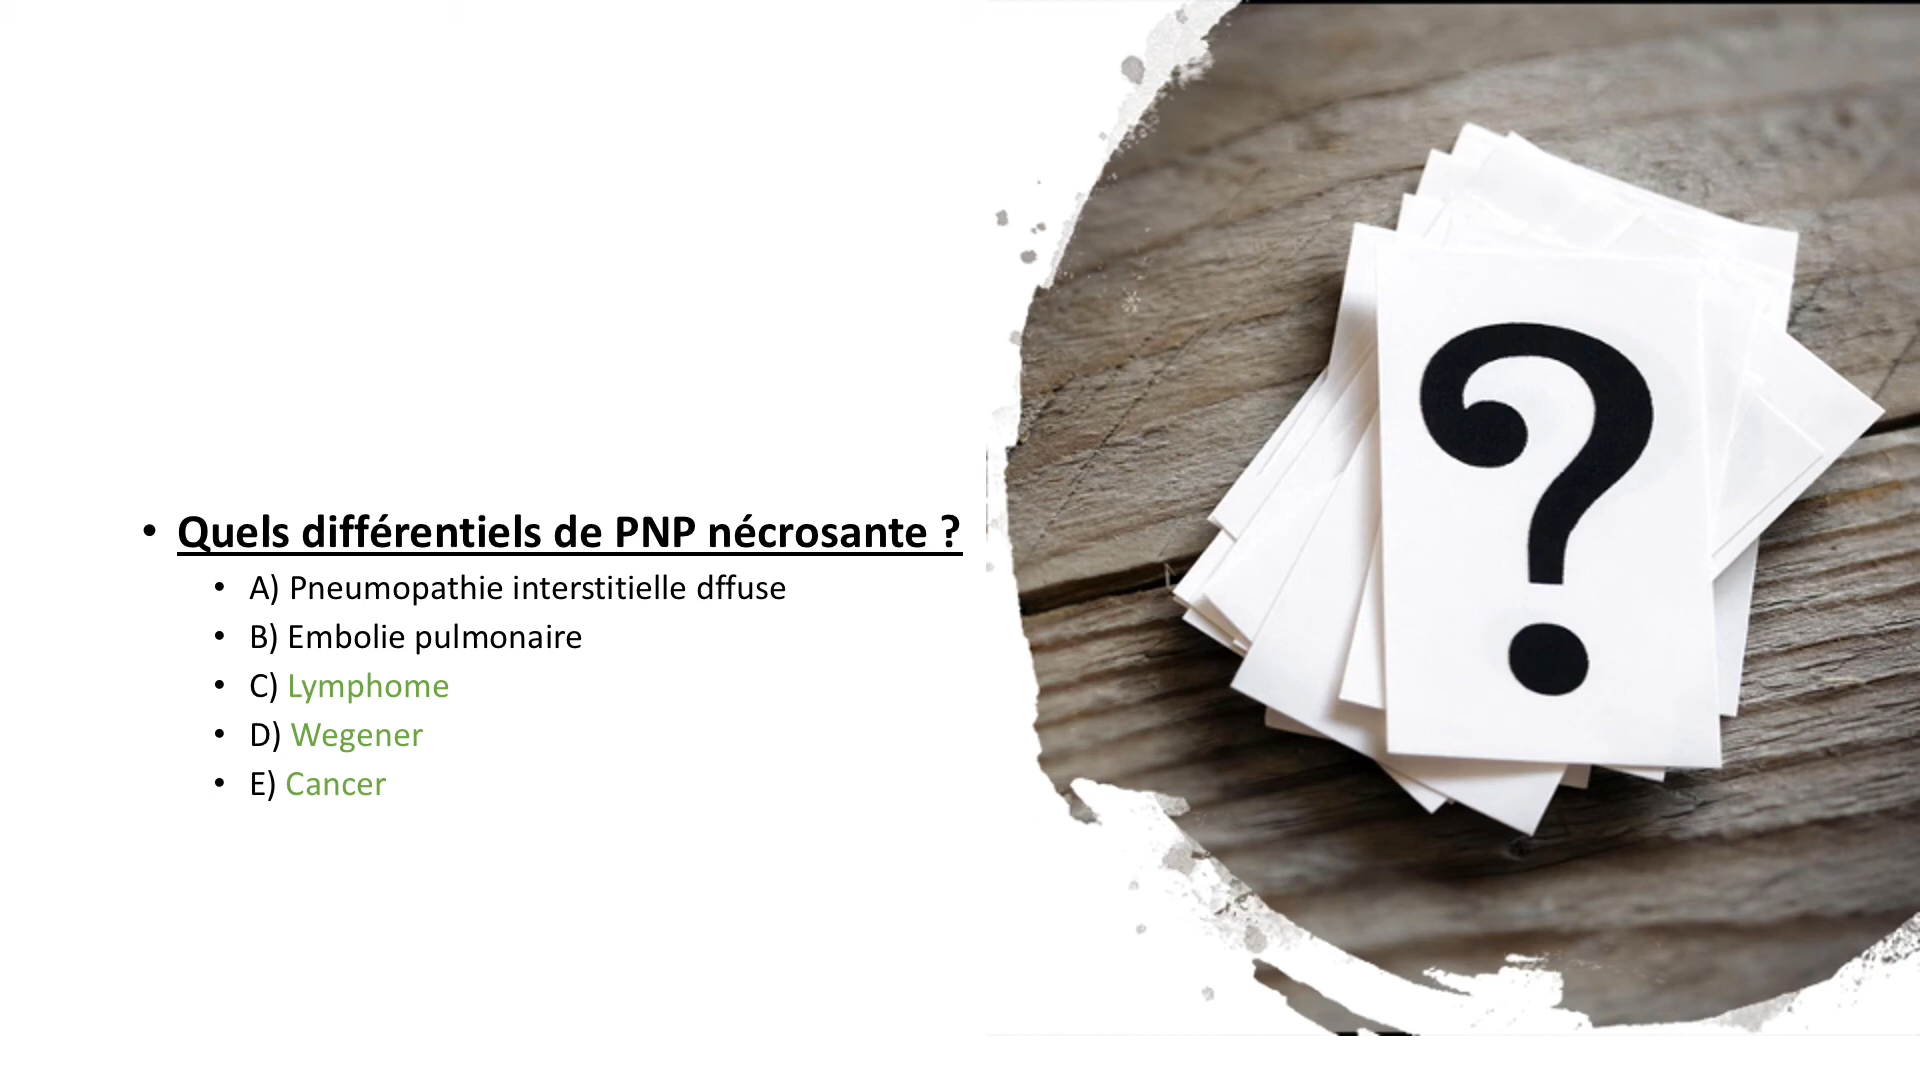 • Quels différentiels de PNP nécrosante ?
• A) Pneumopathie interstitielle dffuse
• B) Embolie pulmonaire
• C) Lymphome
• D) Wegener
• E) Cancer
?